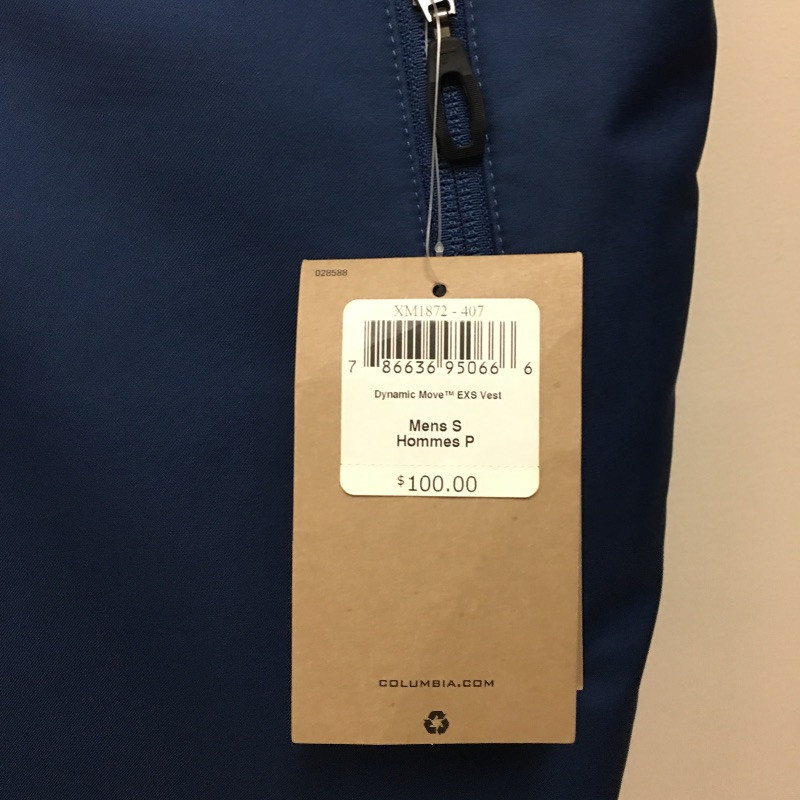 028588
XM1872 - 407
7 86636 95066 6
Dynamic Move™ EXS Vest
Mens S
Hommes P
$100.00
COLUMBIA.COM